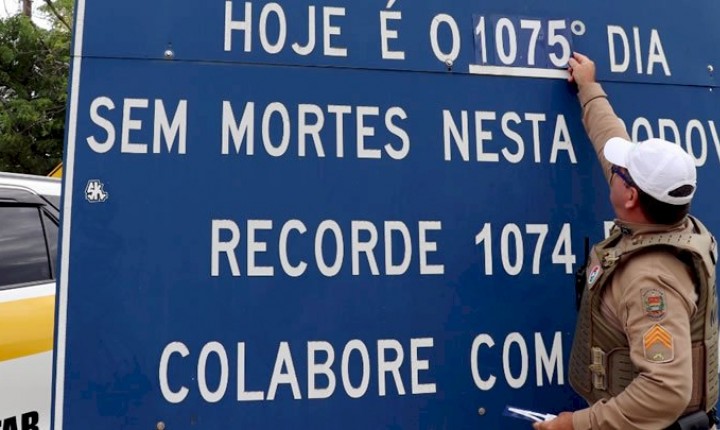 HOJE É O 1075° DIA
SEM MORTES NESTA
RECORDE 1074
COLABORE COM